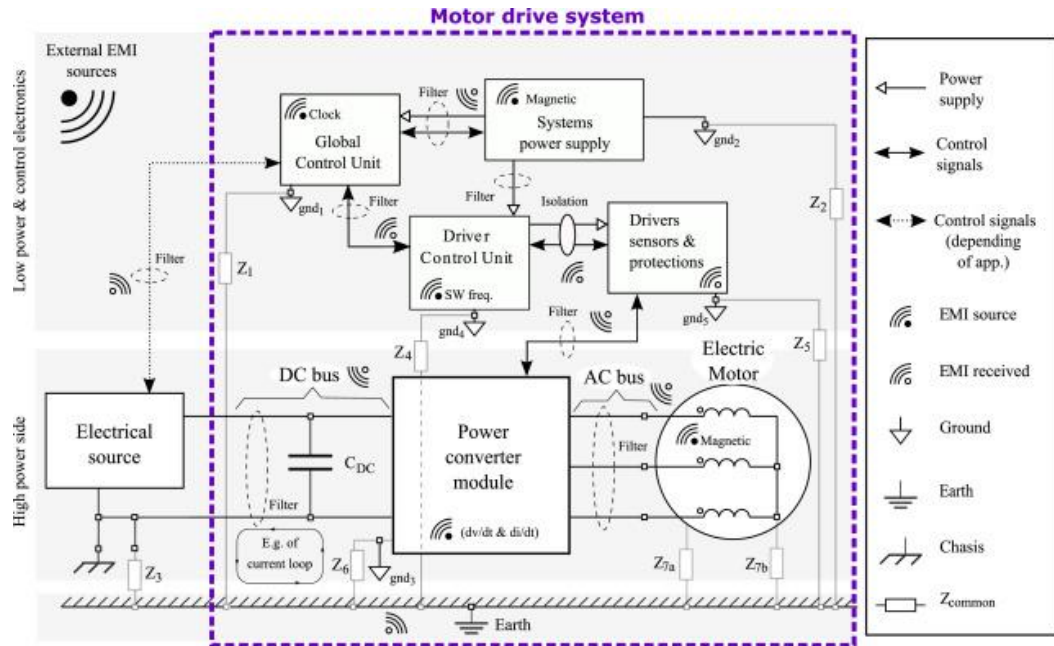 Motor drive system
External EMI
sources
Low power & control electronics
High power side
Filter
Clock
Global
Control Unit
Magnetic
Systems
power supply
gnd2
gnd1
Filter
Filter
Isolation
Z2
Filter
Driver
Control Unit
SW freq.
Drivers
sensors &
protections
Z1
gnd4
Filter
gnd5
Z4
Z5
DC bus
AC bus
Electric
Motor
Electrical
source
CDC
Power
converter
module
Filter
Magnetic
Filter
(dv/dt & di/dt)
E.g. of
current loop
Z3
Z6
gnd3
Z7a
Z7b
Earth
Power
supply
Control
signals
Control signals
(depending
of app.)
EMI source
EMI received
Ground
Earth
Chasis
Zcommon